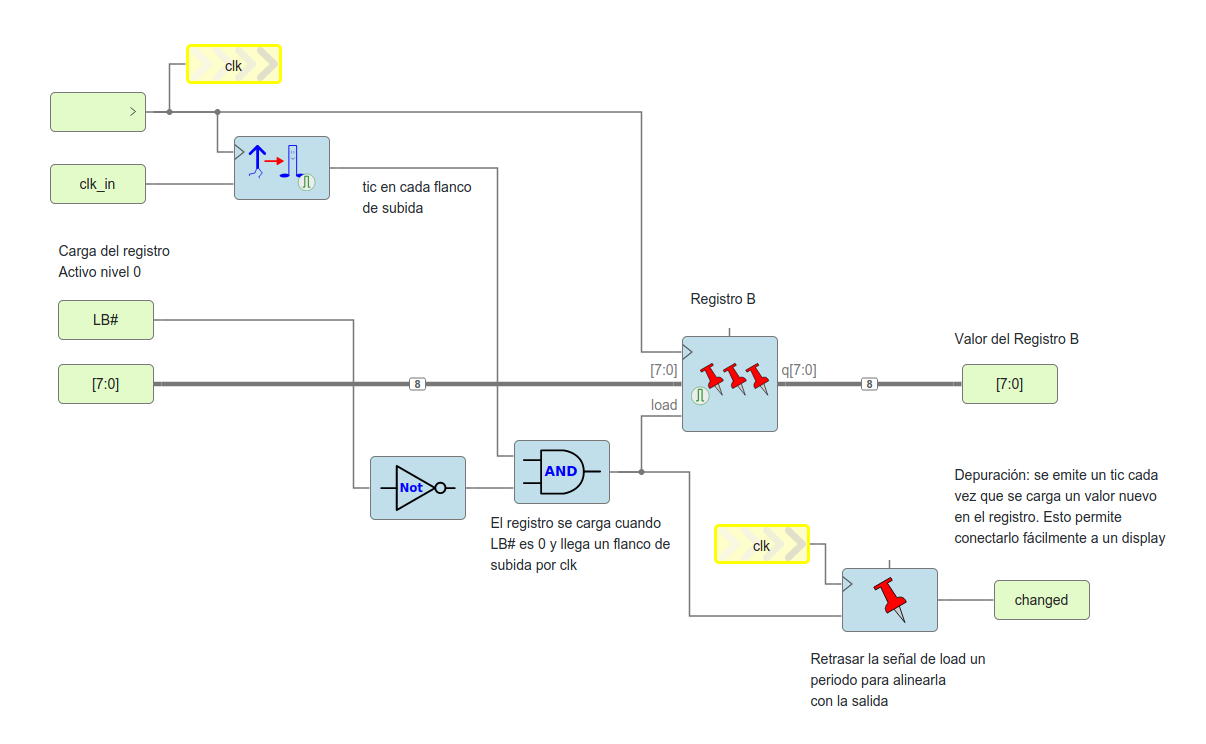 clk
>
clk_in
tic en cada flanco
de subida
Carga del registro
Activo nivel 0
Registro B
LB#
Valor del Registro B
[7:0]
8
[7:0]
q[7:0]
8
[7:0]
load
Not
AND
Depuración: se emite un tic cada
vez que se carga un valor nuevo
en el registro. Esto permite
conectarlo fácilmente a un display
El registro se carga cuando
LB# es 0 y llega un flanco de
subida por clk
clk
changed
Retrasar la señal de load un
periodo para alinearla
con la salida